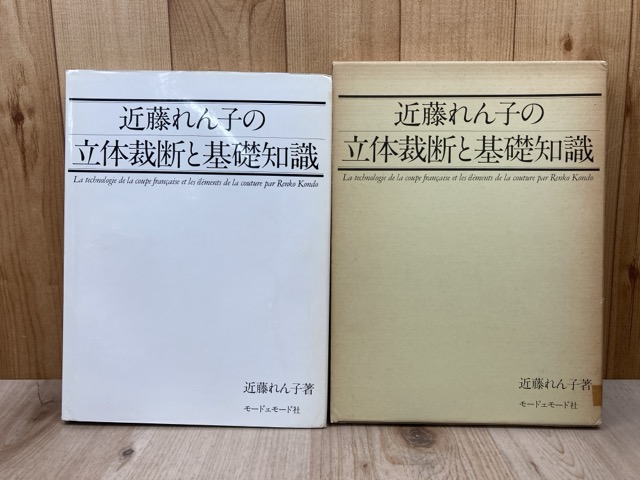 近藤れん子の
立体裁断と基礎知識
La technologie de la coupe française et les éléments de la couture par Renko Kondo
近藤れん子著
モードェモード社
近藤れん子の
立体裁断と基礎知識
La technologie de la coupe française et les éléments de la couture par Renko Kondo
近藤れん子著
モードェモード社